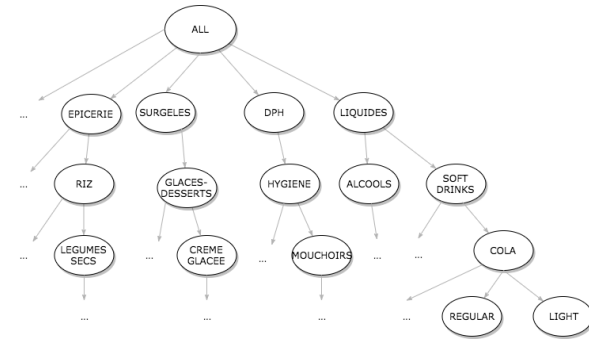 ALL
...
EPICERIE
SURGELES
DPH
LIQUIDES
...
RIZ
GLACES-
DESSERTS
HYGIENE
ALCOOLS
SOFT
DRINKS
...
LEGUMES
SECS
...
CREME
GLACEE
...
MOUCHOIRS
...
...
COLA
...
...
...
...
REGULAR
LIGHT